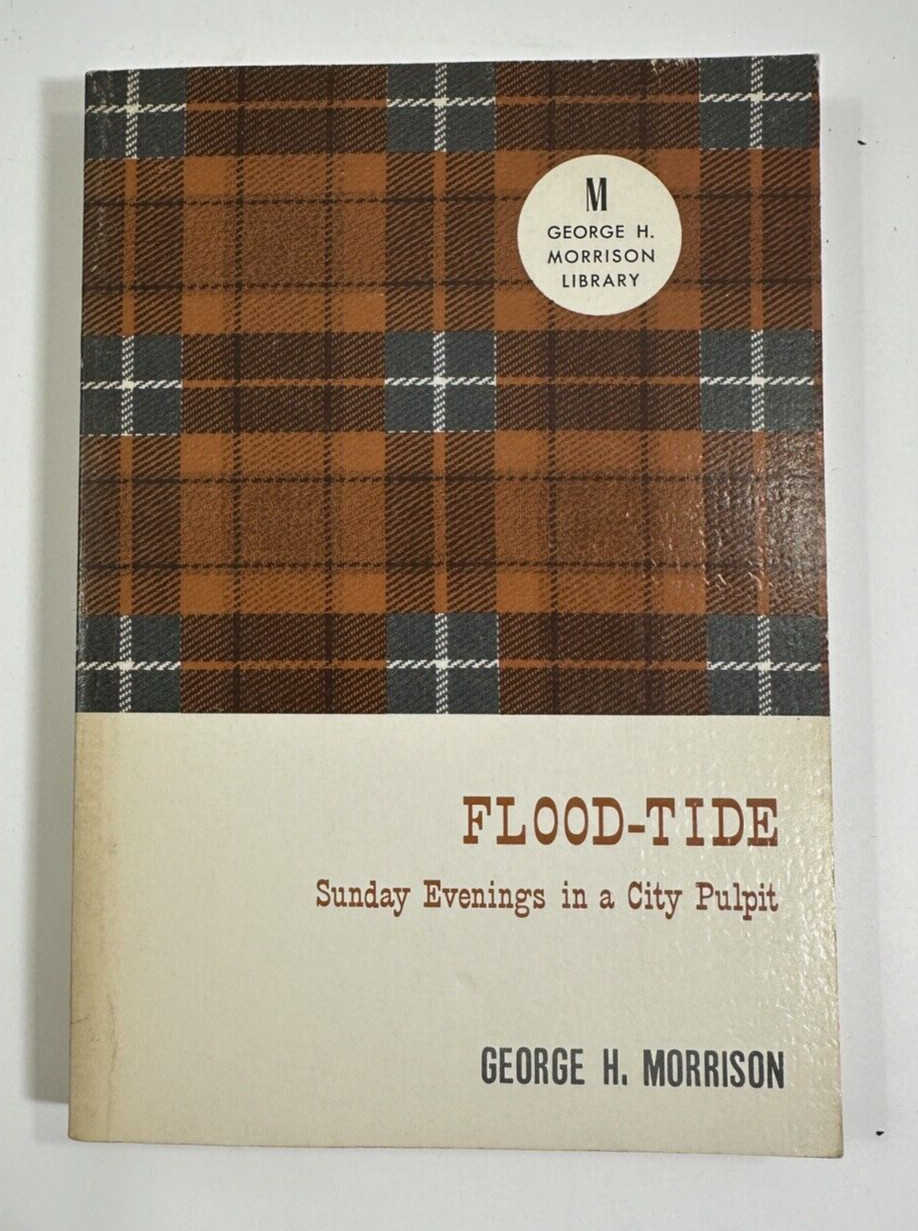 M
GEORGE H.
MORRISON
LIBRARY
FLOOD-TIDE
Sunday Evenings in a City Pulpit
GEORGE H. MORRISON